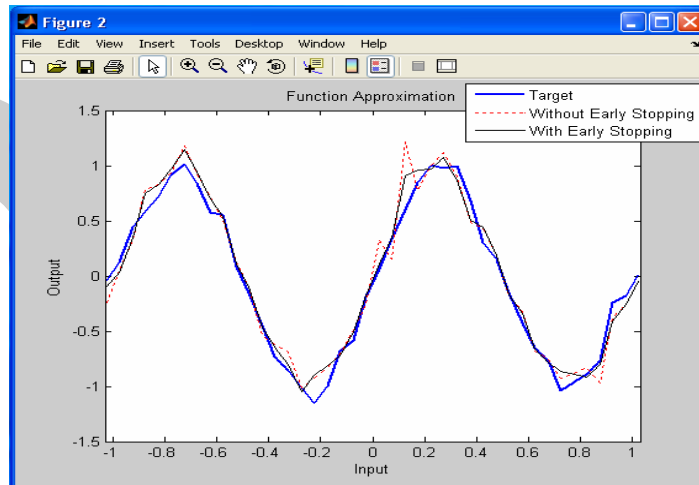 Figure 2
File Edit View Insert Tools Desktop Window Help
Function Approximation
Target
Without Early Stopping
With Early Stopping
1.5
1
0.5
0
-0.5
-1
-1.5
Output
-1 -0.8 -0.6 -0.4 -0.2 0 0.2 0.4 0.6 0.8 1
Input